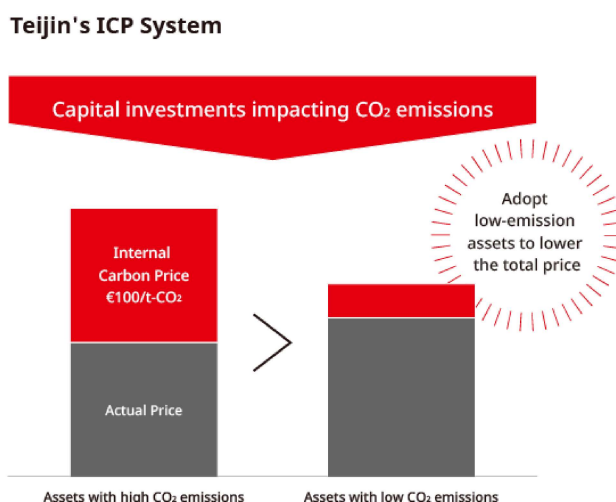 Teijin's ICP System
Capital investments impacting CO₂ emissions
Adopt
low-emission
assets to lower
the total price
Internal
Carbon Price
€100/t-CO₂
Actual Price
Assets with high CO₂ emissions
Assets with low CO₂ emissions